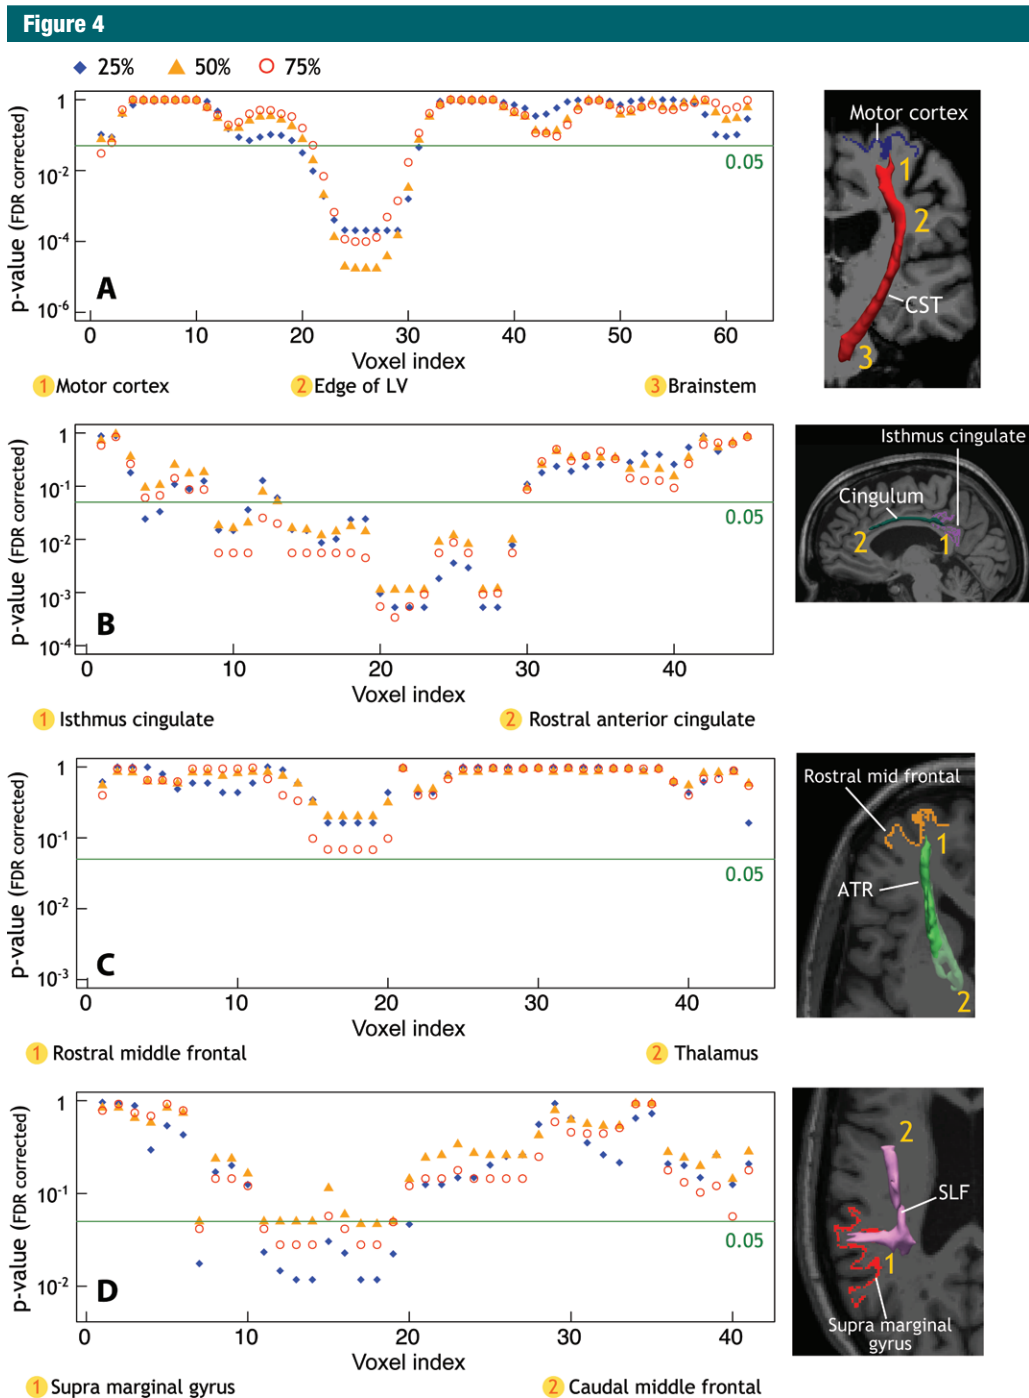 Figure 4
25% 50% 75%
1
10-2
10-4
10-6
p-value (FDR corrected)
0.05
A
0 10 20 30 40 50 60
Voxel index
1 Motor cortex 2 Edge of LV 3 Brainstem
Motor cortex
1
2
CST
3
1
10-1
10-2
10-3
10-4
p-value (FDR corrected)
0.05
B
0 10 20 30 40
Voxel index
1 Isthmus cingulate 2 Rostral anterior cingulate
Isthmus cingulate
Cingulum
2 1
1
10-1
10-2
10-3
p-value (FDR corrected)
0.05
C
0 10 20 30 40
Voxel index
1 Rostral middle frontal 2 Thalamus
Rostral mid frontal
1
ATR
2
1
10-1
10-2
p-value (FDR corrected)
0.05
D
0 10 20 30 40
Voxel index
1 Supra marginal gyrus 2 Caudal middle frontal
2
SLF
1
Supra marginal
gyrus